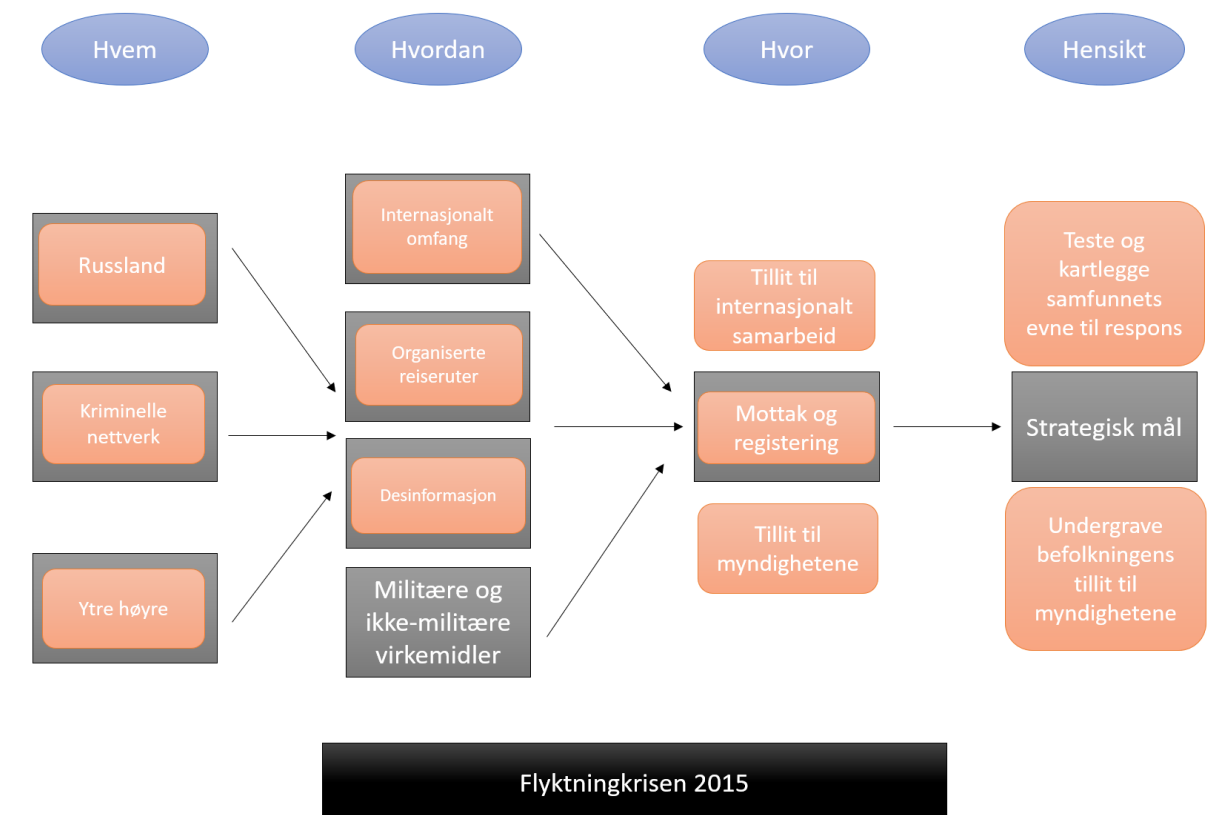 Hvem
Hvordan
Hvor
Hensikt
Russland
Kriminelle
nettverk
Ytre høyre
Internasjonalt
omfang
Organiserte
reiseruter
Desinformasjon
Militære og
ikke-militære
virkemidler
Tillit til
internasjonalt
samarbeid
Mottak og
registering
Tillit til
myndighetene
Teste og
kartlegge
samfunnets
evne til respons
Strategisk mål
Undergrave
befolkningens
tillit til
myndighetene
Flyktningkrisen 2015